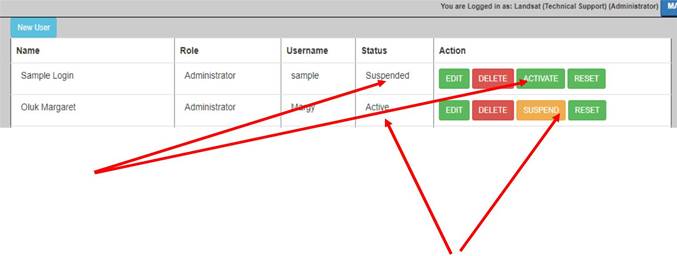 You are Logged in as: Landsat (Technical Support) (Administrator)
New User
Name Role Username Status Action
Sample Login Administrator sample Suspended EDIT DELETE ACTIVATE RESET
Oluk Margaret Administrator Margy Active EDIT DELETE SUSPEND RESET